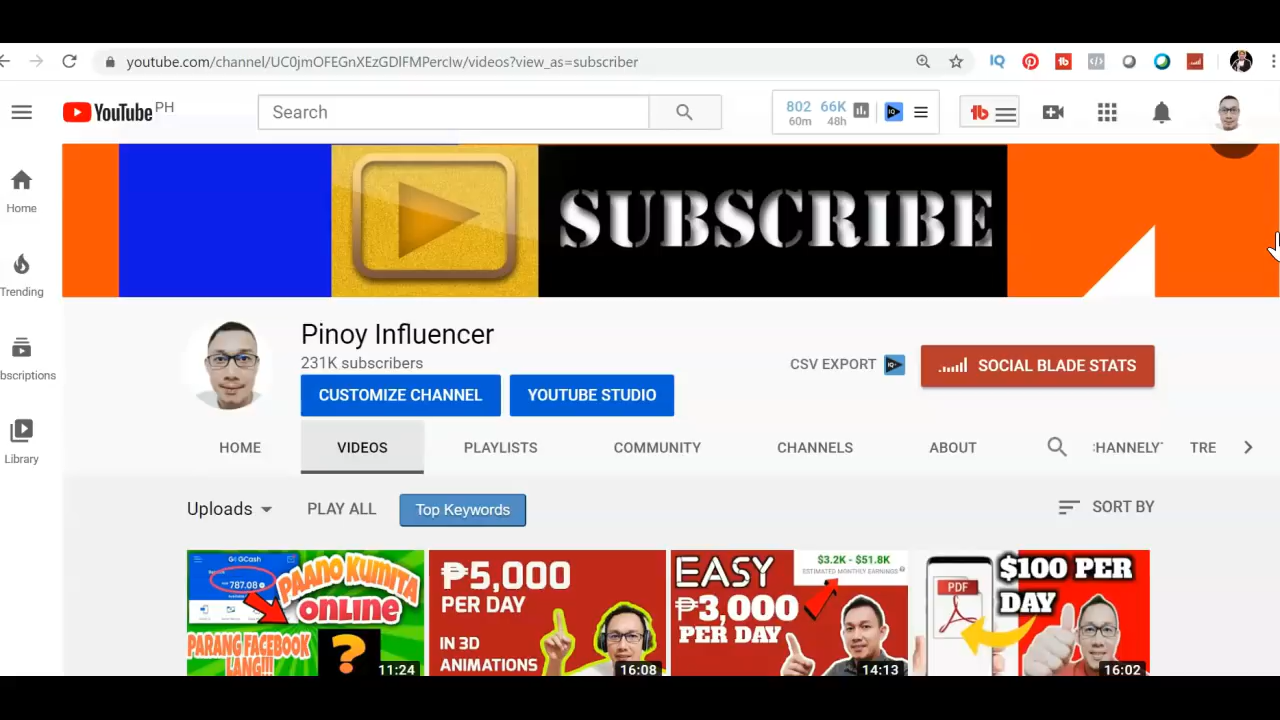 youtube.com/channel/UC0jmOFEGnXEzGDlFMPercIw/videos?view_as=subscriber
YouTube PH
Search
802 66K
60m 48h
Home
Trending
bscriptions
Library
SUBSCRIBE
Pinoy Influencer
231K subscribers
CUSTOMIZE CHANNEL
YOUTUBE STUDIO
CSV EXPORT
SOCIAL BLADE STATS
HOME
VIDEOS
PLAYLISTS
COMMUNITY
CHANNELS
ABOUT
HANNELY
TRE
Uploads
PLAY ALL
Top Keywords
SORT BY
GCash
787.08
PAANO KUMITA
ONLINE
PARANG FACEBOOK
LANG!!!
?
11:24
₱5,000
PER DAY
IN 3D
ANIMATIONS
16:08
EASY
₱3,000
PER DAY
$3.2K - $51.8K
ESTIMATED MONTHLY EARNINGS
14:13
PDF
$100 PER
DAY
16:02